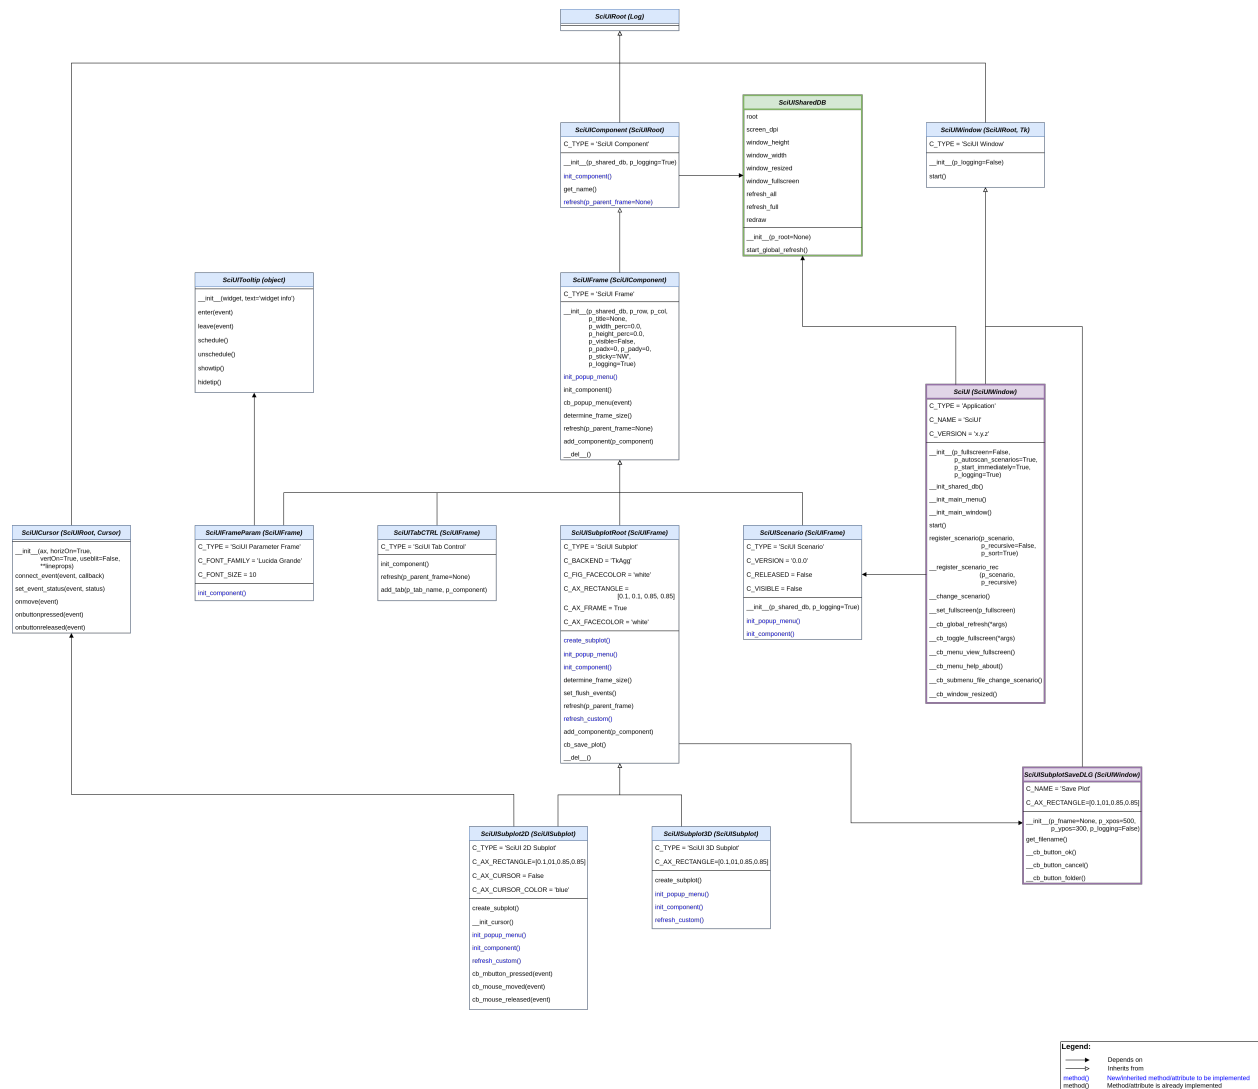 SciUIRoot (Log)
SciUIComponent (SciUIRoot)
C_TYPE = 'SciUI Component'
__init__(p_shared_db, p_logging=True)
init_component()
get_name()
refresh(p_parent_frame=None)
SciUISharedDB
root
screen_dpi
window_height
window_width
window_resized
window_fullscreen
refresh_all
refresh_full
redraw
__init__(p_root=None)
start_global_refresh()
SciUIWindow (SciUIRoot, Tk)
C_TYPE = 'SciUI Window'
__init__(p_logging=False)
start()
SciUITooltip (object)
__init__(widget, text='widget info')
enter(event)
leave(event)
schedule()
unschedule()
showtip()
hidetip()
SciUIFrame (SciUIComponent)
C_TYPE = 'SciUI Frame'
__init__(p_shared_db, p_row, p_col,
p_title=None,
p_width_perc=0.0,
p_height_perc=0.0,
p_visible=False,
p_padx=0, p_pady=0,
p_sticky='NW',
p_logging=True)
init_popup_menu()
init_component()
cb_popup_menu(event)
determine_frame_size()
refresh(p_parent_frame=None)
add_component(p_component)
__del__()
SciUI (SciUIWindow)
C_TYPE = 'Application'
C_NAME = 'SciUI'
C_VERSION = 'x.y.z'
__init__(p_fullscreen=False,
p_autoscan_scenarios=True,
p_start_immediately=True,
p_logging=True)
__init_shared_db()
__init_main_menu()
__init_main_window()
start()
register_scenario(p_scenario,
p_recursive=False,
p_sort=True)
__register_scenario_rec
(p_scenario,
p_recursive)
__change_scenario()
__set_fullscreen(p_fullscreen)
__cb_global_refresh(*args)
__cb_toggle_fullscreen(*args)
__cb_menu_view_fullscreen()
__cb_menu_help_about()
__cb_submenu_file_change_scenario()
__cb_window_resized()
SciUICursor (SciUIRoot, Cursor)
__init__(ax, horizOn=True,
vertOn=True, useblit=False,
**lineprops)
connect_event(event, callback)
set_event_status(event, status)
onmove(event)
onbuttonpressed(event)
onbuttonreleased(event)
SciUIFrameParam (SciUIFrame)
C_TYPE = 'SciUI Parameter Frame'
C_FONT_FAMILY = 'Lucida Grande'
C_FONT_SIZE = 10
init_component()
SciUITabCTRL (SciUIFrame)
C_TYPE = 'SciUI Tab Control'
init_component()
refresh(p_parent_frame=None)
add_tab(p_tab_name, p_component)
SciUISubplotRoot (SciUIFrame)
C_TYPE = 'SciUI Subplot'
C_BACKEND = 'TkAgg'
C_FIG_FACECOLOR = 'white'
C_AX_RECTANGLE =
[0.1, 0.1, 0.85, 0.85]
C_AX_FRAME = True
C_AX_FACECOLOR = 'white'
create_subplot()
init_popup_menu()
init_component()
determine_frame_size()
set_flush_events()
refresh(p_parent_frame)
refresh_custom()
add_component(p_component)
cb_save_plot()
__del__()
SciUIScenario (SciUIFrame)
C_TYPE = 'SciUI Scenario'
C_VERSION = '0.0.0'
C_RELEASED = False
C_VISIBLE = False
__init__(p_shared_db, p_logging=True)
init_popup_menu()
init_component()
SciUISubplotSaveDLG (SciUIWindow)
C_NAME = 'Save Plot'
C_AX_RECTANGLE=[0.1,01,0.85,0.85]
__init__(p_fname=None, p_xpos=500,
p_ypos=300, p_logging=False)
get_filename()
__cb_button_ok()
__cb_button_cancel()
__cb_button_folder()
SciUISubplot2D (SciUISubplot)
C_TYPE = 'SciUI 2D Subplot'
C_AX_RECTANGLE=[0.1,01,0.85,0.85]
C_AX_CURSOR = False
C_AX_CURSOR_COLOR = 'blue'
create_subplot()
__init_cursor()
init_popup_menu()
init_component()
refresh_custom()
cb_mbutton_pressed(event)
cb_mouse_moved(event)
cb_mouse_released(event)
SciUISubplot3D (SciUISubplot)
C_TYPE = 'SciUI 3D Subplot'
C_AX_RECTANGLE=[0.1,01,0.85,0.85]
create_subplot()
init_popup_menu()
init_component()
refresh_custom()
Legend:
Depends on
Inherits from
method() New/inherited method/attribute to be implemented
method() Method/attribute is already implemented